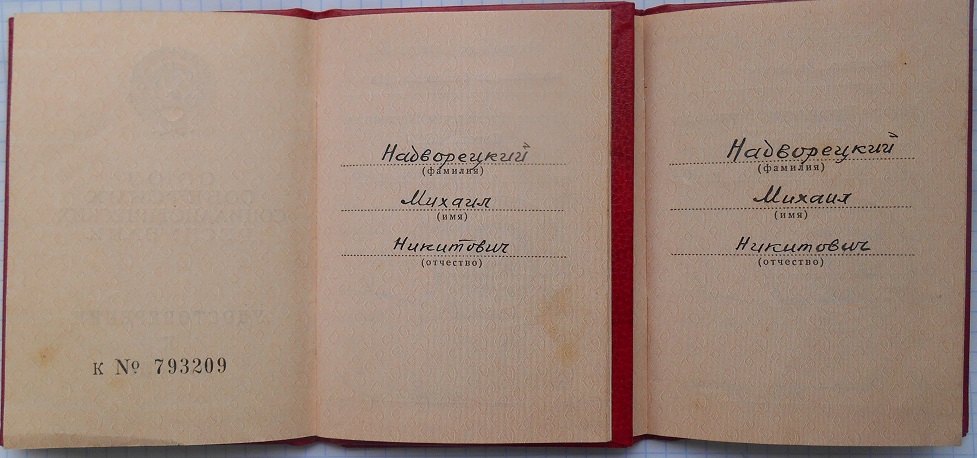 К № 793209
Надворецкий
(фамилия)
Михаил
(имя)
Никитович
(отчество)
Надворецкий
(фамилия)
Михаил
(имя)
Никитович
(отчество)